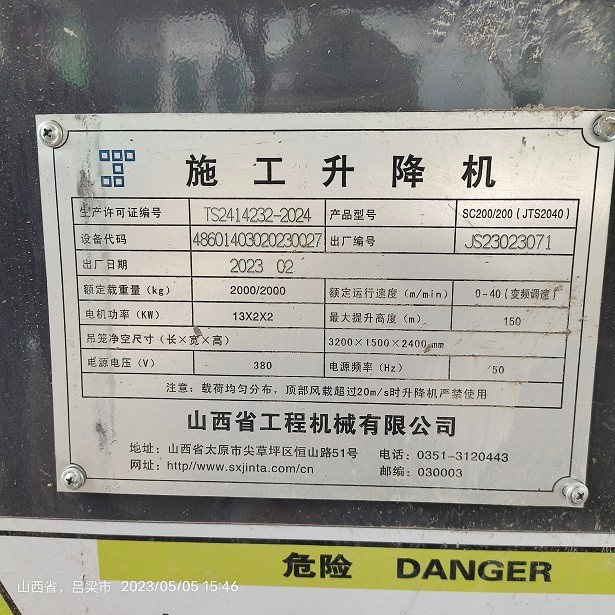 施工升降机
生产许可证编号 TS2414232-2024 产品型号 SC200/200(JTS2040)
设备代码 48601403020230027 出厂编号 JS23023071
出厂日期 2023 02
额定载重量(kg) 2000/2000 额定运行速度(m/min) 0-40(变频调速)
电机功率(KW) 13X2X2 最大提升高度(m) 150
吊笼净空尺寸(长×宽×高) 3200×1500×2400 mm
电源电压(V) 380 电源频率(Hz) 50
注意:载荷均匀分布,顶部风载超过20m/s时升降机严禁使用
山西省工程机械有限公司
地址:山西省太原市尖草坪区恒山路51号 电话:0351-3120443
网址:http//www.sxjinta.com/cn 邮编:030003
危险 DANGER
山西省,吕梁市 2023/05/05 15:46